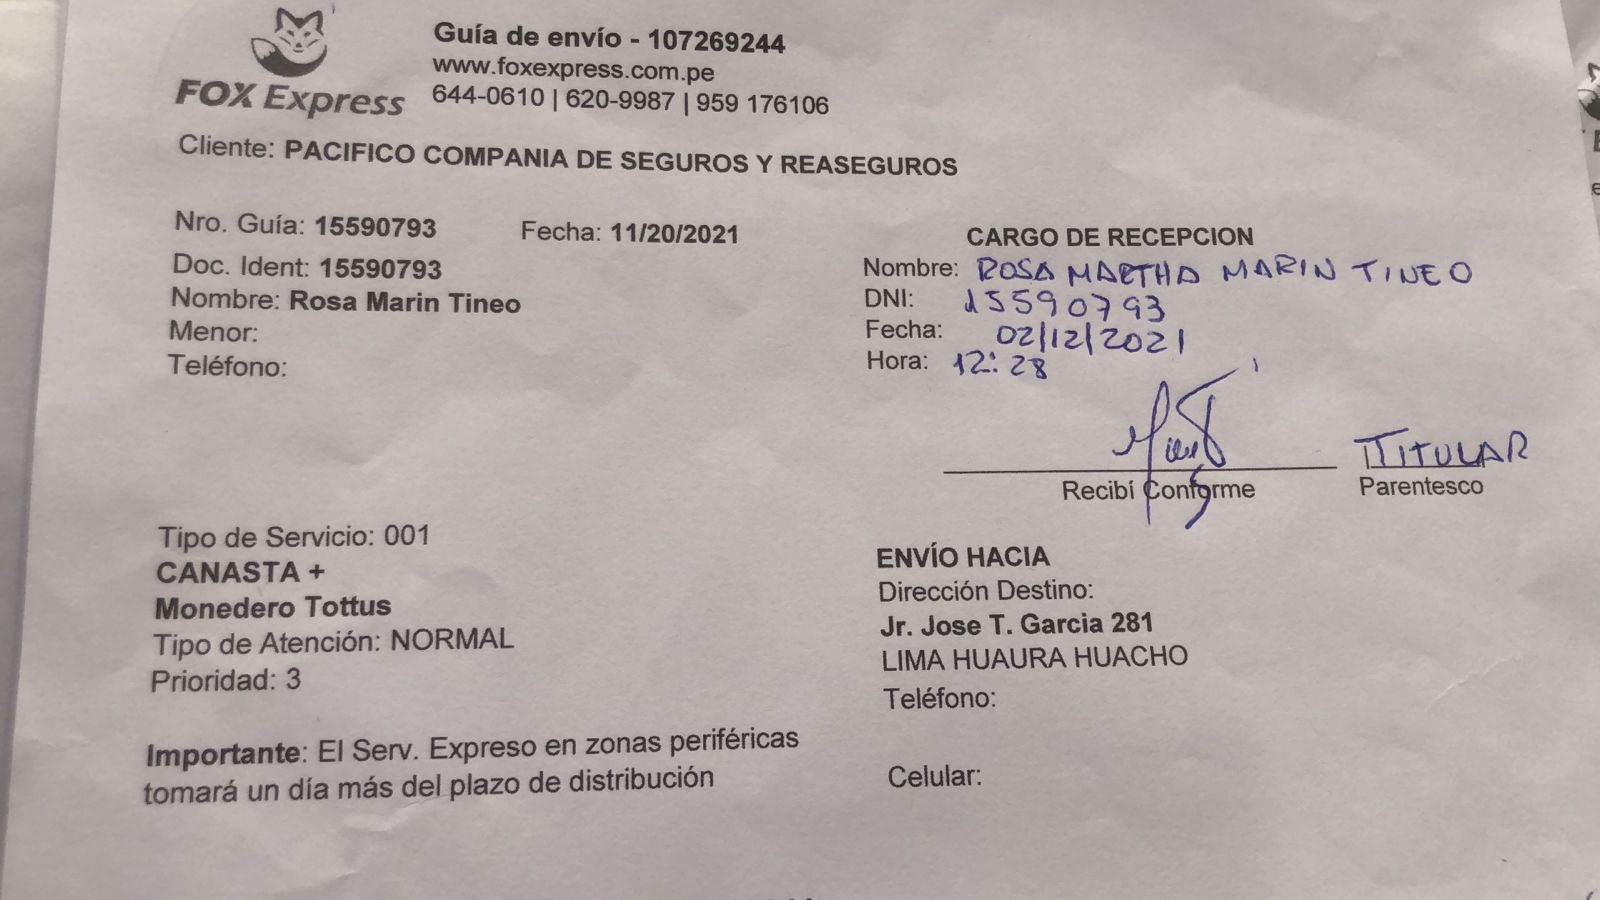 FOX Express
Guía de envío - 107269244
www.foxexpress.com.pe
644-0610 | 620-9987 | 959 176106
Cliente: PACIFICO COMPANIA DE SEGUROS Y REASEGUROS
Nro. Guía: 15590793 Fecha: 11/20/2021
Doc. Ident: 15590793
Nombre: Rosa Marin Tineo
Menor:
Teléfono:
CARGO DE RECEPCION
Nombre: ROSA MARTHA MARIN TINEO
DNI: 15590793
Fecha: 02/12/2021
Hora: 12:28
TITULAR
Recibí Conforme Parentesco
Tipo de Servicio: 001
CANASTA +
Monedero Tottus
Tipo de Atención: NORMAL
Prioridad: 3
Importante: El Serv. Expreso en zonas periféricas
tomará un día más del plazo de distribución
ENVÍO HACIA
Dirección Destino:
Jr. Jose T. Garcia 281
LIMA HUAURA HUACHO
Teléfono:
Celular: